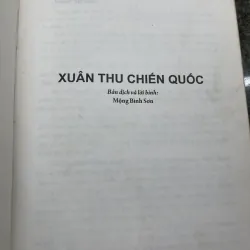 XUÂN THU CHIẾN QUỐC
Bản dịch và lời bình:
Mộng Bình Sơn